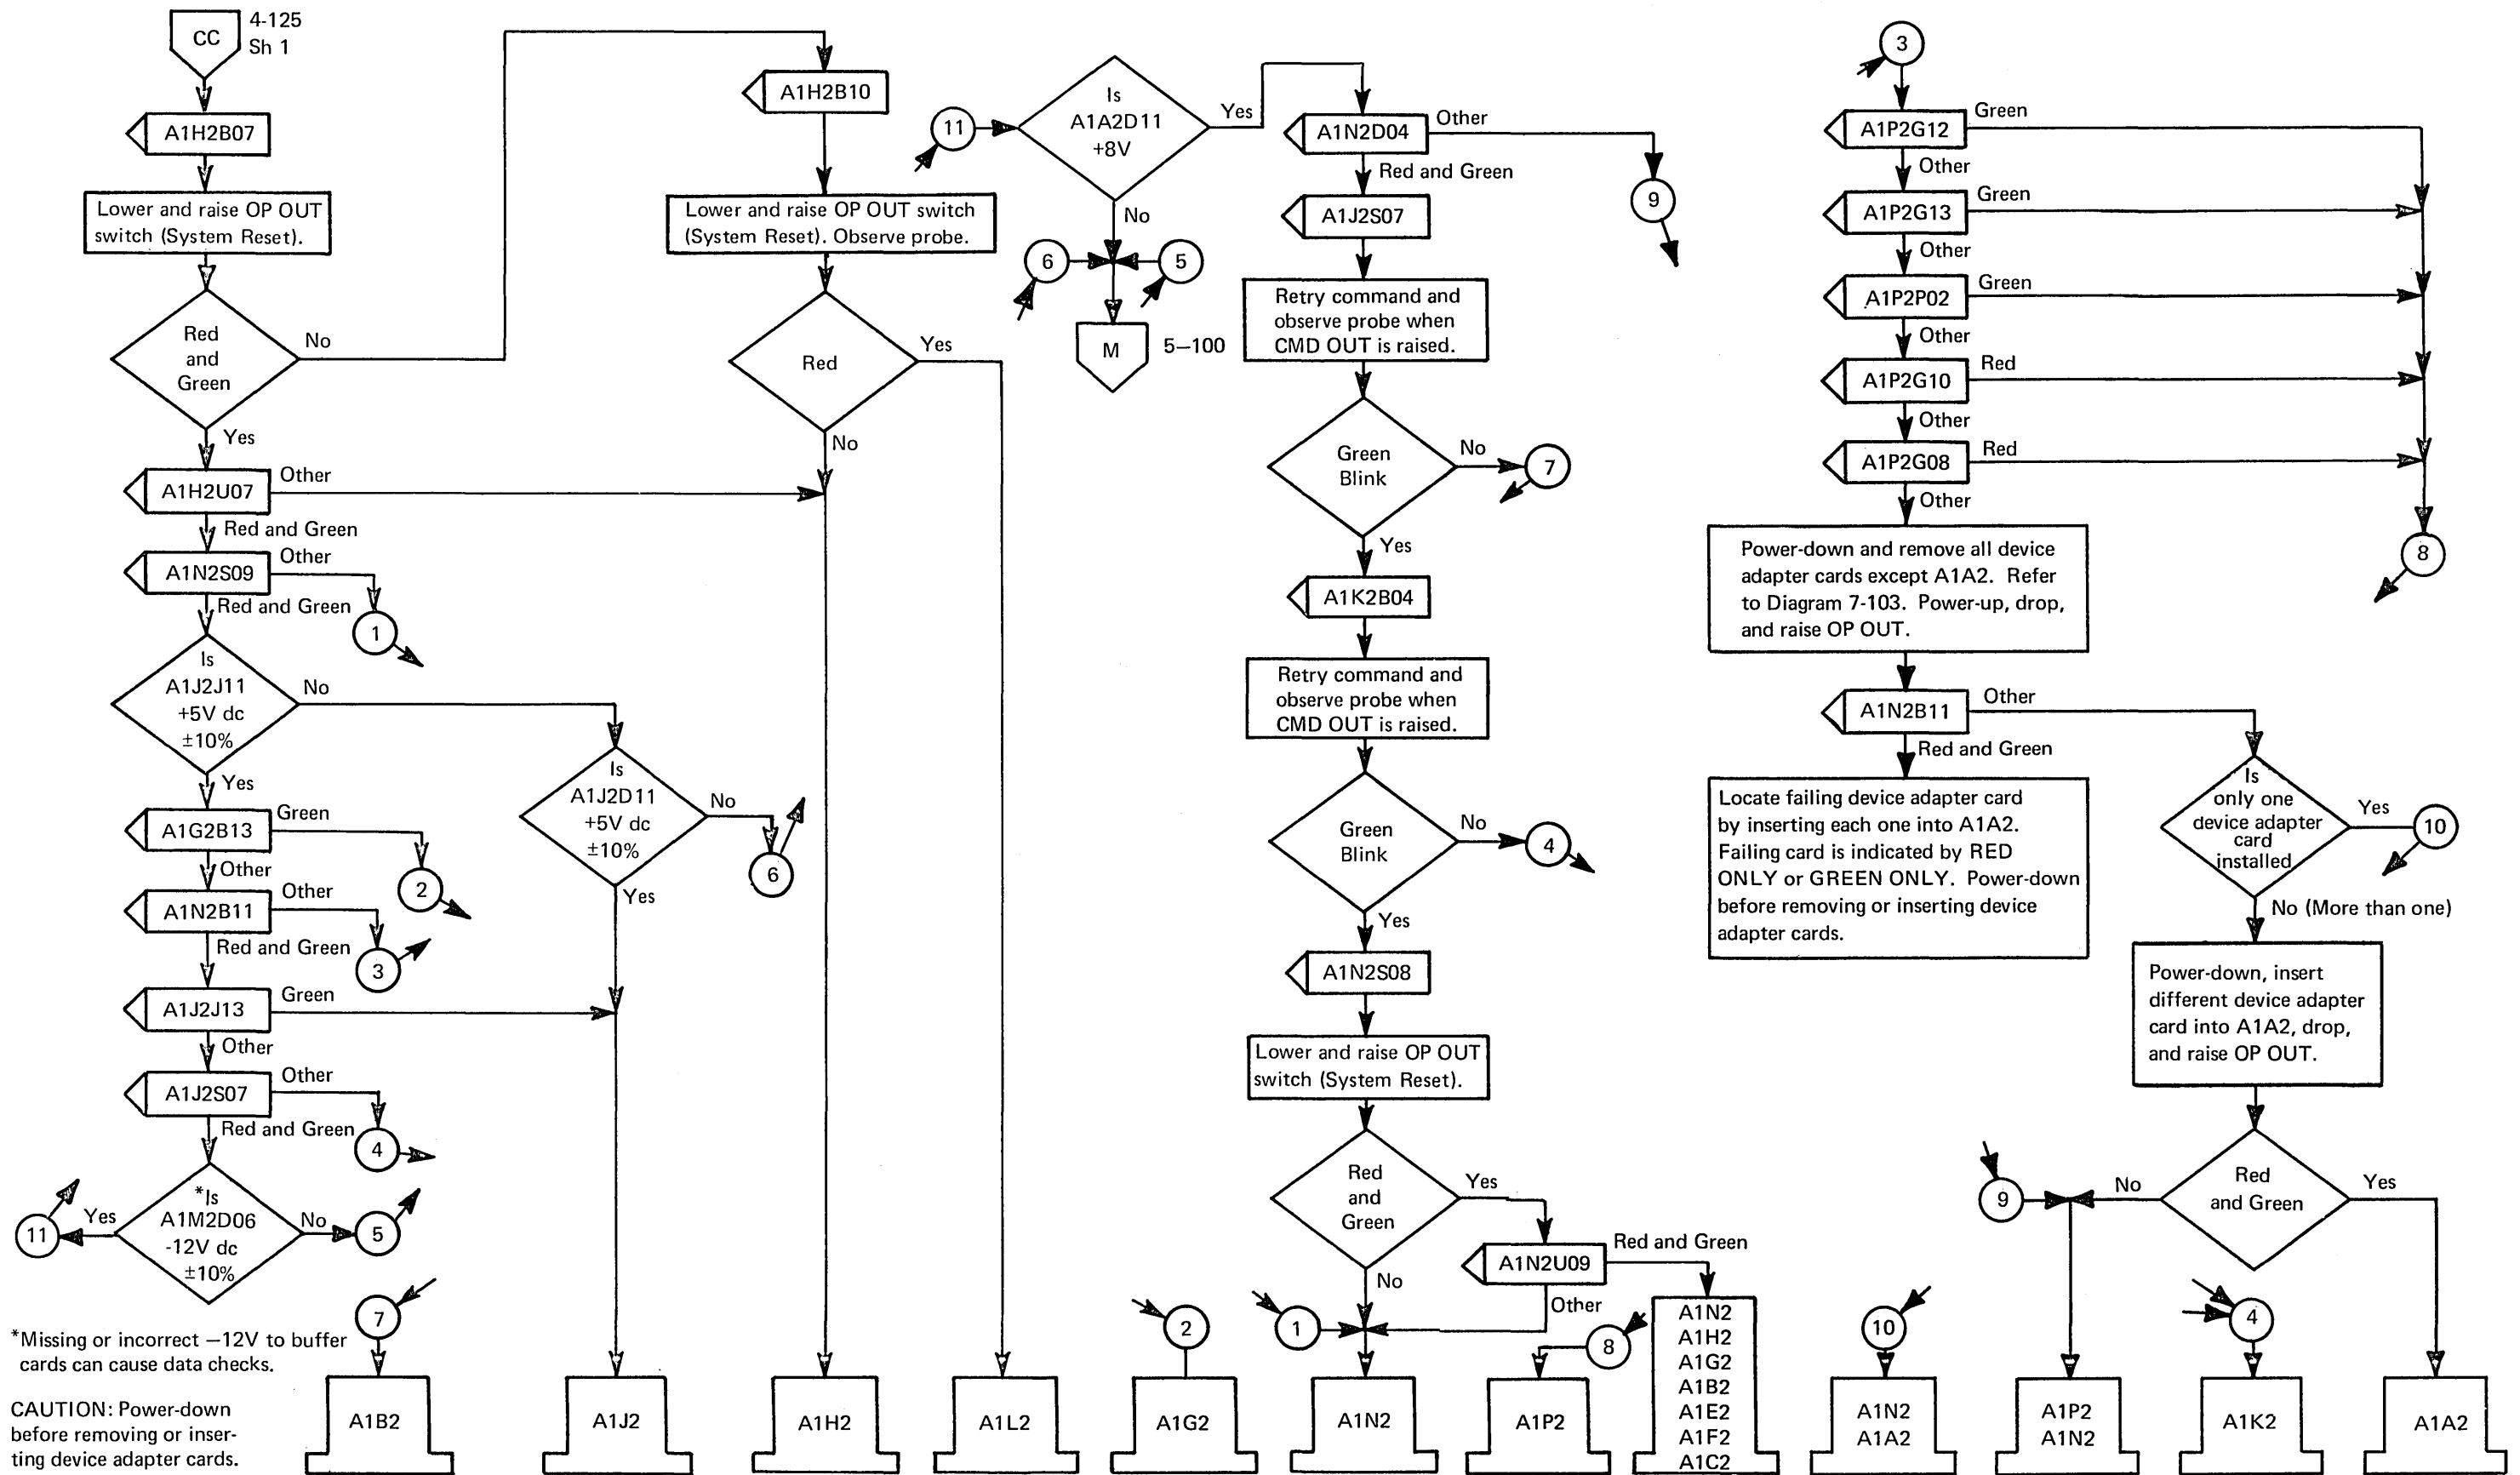 CC
4-125
Sh 1
A1H2B07
Lower and raise OP OUT
switch (System Reset).
Red
and
Green
No
Yes
A1H2U07
Other
Red and Green
A1N2S09
Other
Red and Green
1
Is
A1J2J11
+5V dc
±10%
No
Yes
A1G2B13
Green
2
Other
A1N2B11
Other
3
Red and Green
A1J2J13
Green
Other
A1J2S07
Other
4
Red and Green
*Is
A1M2D06
-12V dc
±10%
Yes
11
No
5
Is
A1J2D11
+5V dc
±10%
No
6
Yes
A1H2B10
Lower and raise OP OUT switch
(System Reset). Observe probe.
Red
Yes
No
11
Is
A1A2D11
+8V
Yes
No
6
5
M
5—100
A1N2D04
Other
9
Red and Green
A1J2S07
Retry command and
observe probe when
CMD OUT is raised.
Green
Blink
No
7
Yes
A1K2B04
Retry command and
observe probe when
CMD OUT is raised.
Green
Blink
No
4
Yes
A1N2S08
Lower and raise OP OUT
switch (System Reset).
Red
and
Green
Yes
No
A1N2U09
Red and Green
Other
3
A1P2G12
Green
Other
A1P2G13
Green
Other
A1P2P02
Green
Other
A1P2G10
Red
Other
A1P2G08
Red
Other
8
Power-down and remove all device
adapter cards except A1A2. Refer
to Diagram 7-103. Power-up, drop,
and raise OP OUT.
A1N2B11
Other
Red and Green
Locate failing device adapter card
by inserting each one into A1A2.
Failing card is indicated by RED
ONLY or GREEN ONLY. Power-down
before removing or inserting device
adapter cards.
Is
only one
device adapter
card
installed
Yes
10
No (More than one)
Power-down, insert
different device adapter
card into A1A2, drop,
and raise OP OUT.
Red
and Green
No
Yes
9
*Missing or incorrect —12V to buffer
cards can cause data checks.
CAUTION: Power-down
before removing or inser-
ting device adapter cards.
7
A1B2
A1J2
A1H2
A1L2
2
A1G2
1
A1N2
8
A1P2
A1N2
A1H2
A1G2
A1B2
A1E2
A1F2
A1C2
10
A1N2
A1A2
A1P2
A1N2
4
A1K2
A1A2